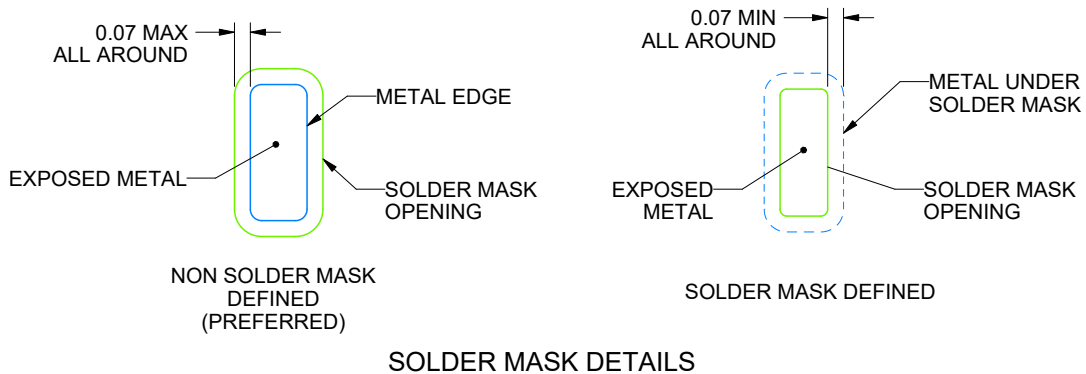 0.07 MAX
ALL AROUND
METAL EDGE
EXPOSED METAL
SOLDER MASK
OPENING
NON SOLDER MASK
DEFINED
(PREFERRED)
0.07 MIN
ALL AROUND
METAL UNDER
SOLDER MASK
EXPOSED
METAL
SOLDER MASK
OPENING
SOLDER MASK DEFINED
SOLDER MASK DETAILS